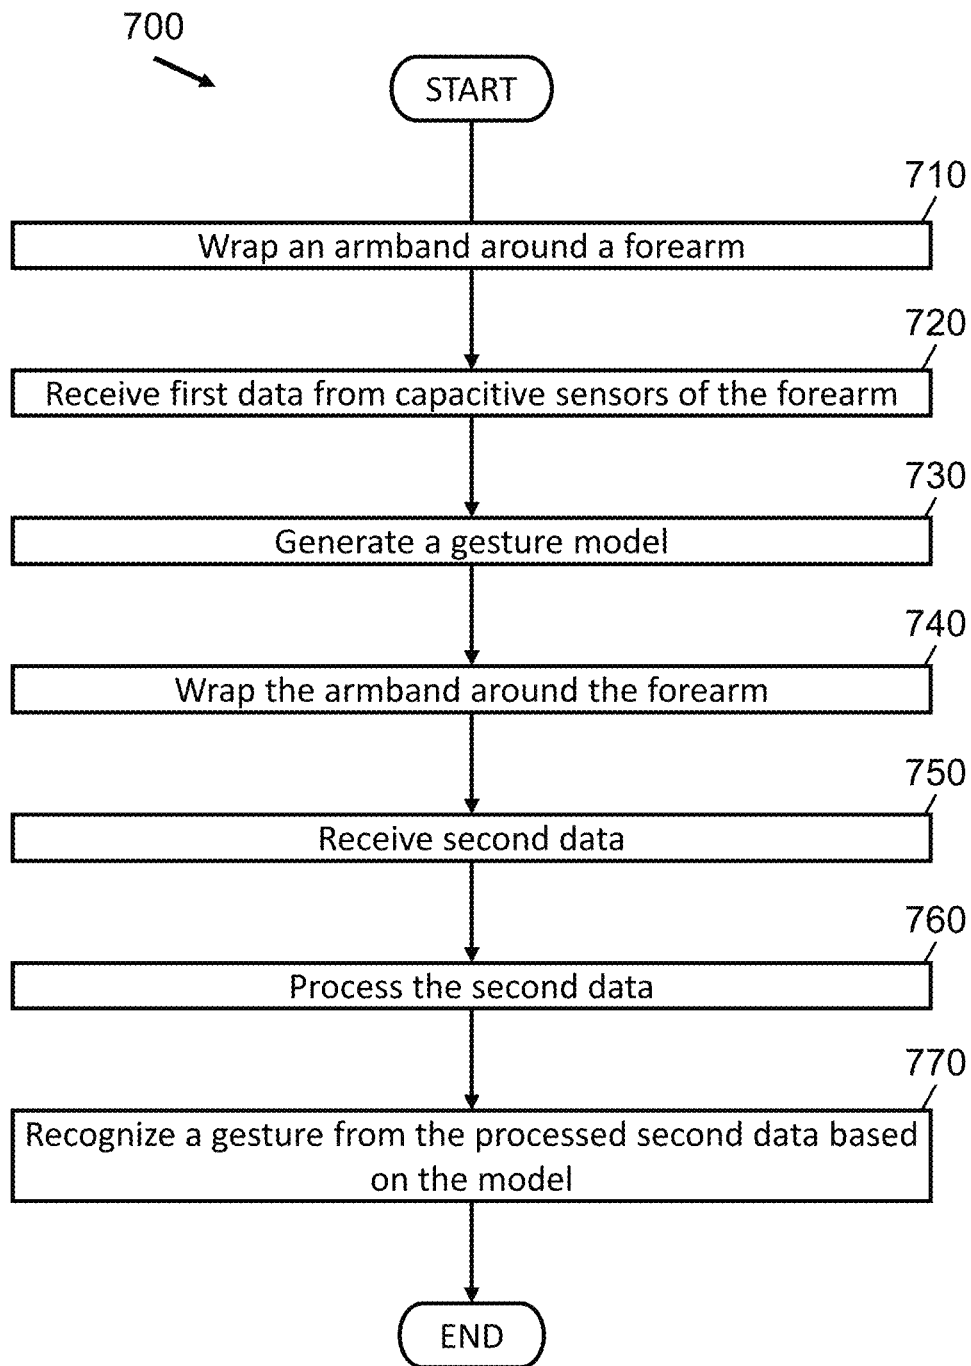 700
START
710
Wrap an armband around a forearm
720
Receive first data from capacitive sensors of the forearm
730
Generate a gesture model
740
Wrap the armband around the forearm
750
Receive second data
760
Process the second data
770
Recognize a gesture from the processed second data based
on the model
END